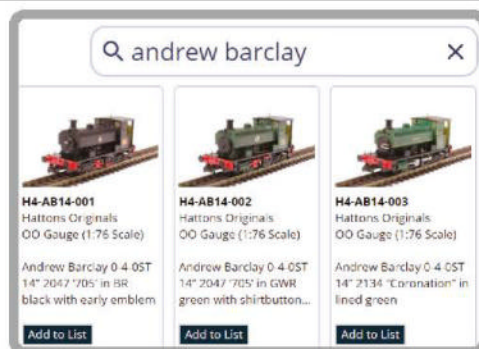 andrew barclay
H4-AB14-001
Hattons Originals
OO Gauge (1:76 Scale)
Andrew Barclay 0-4-0ST
14" 2047 '705' in BR
black with early emblem
Add to List
H4-AB14-002
Hattons Originals
OO Gauge (1:76 Scale)
Andrew Barclay 0-4-0ST
14" 2047 '705' in GWR
green with shirtbutton...
Add to List
H4-AB14-003
Hattons Originals
OO Gauge (1:76 Scale)
Andrew Barclay 0-4-0ST
14" 2134 "Coronation" in
lined green
Add to List